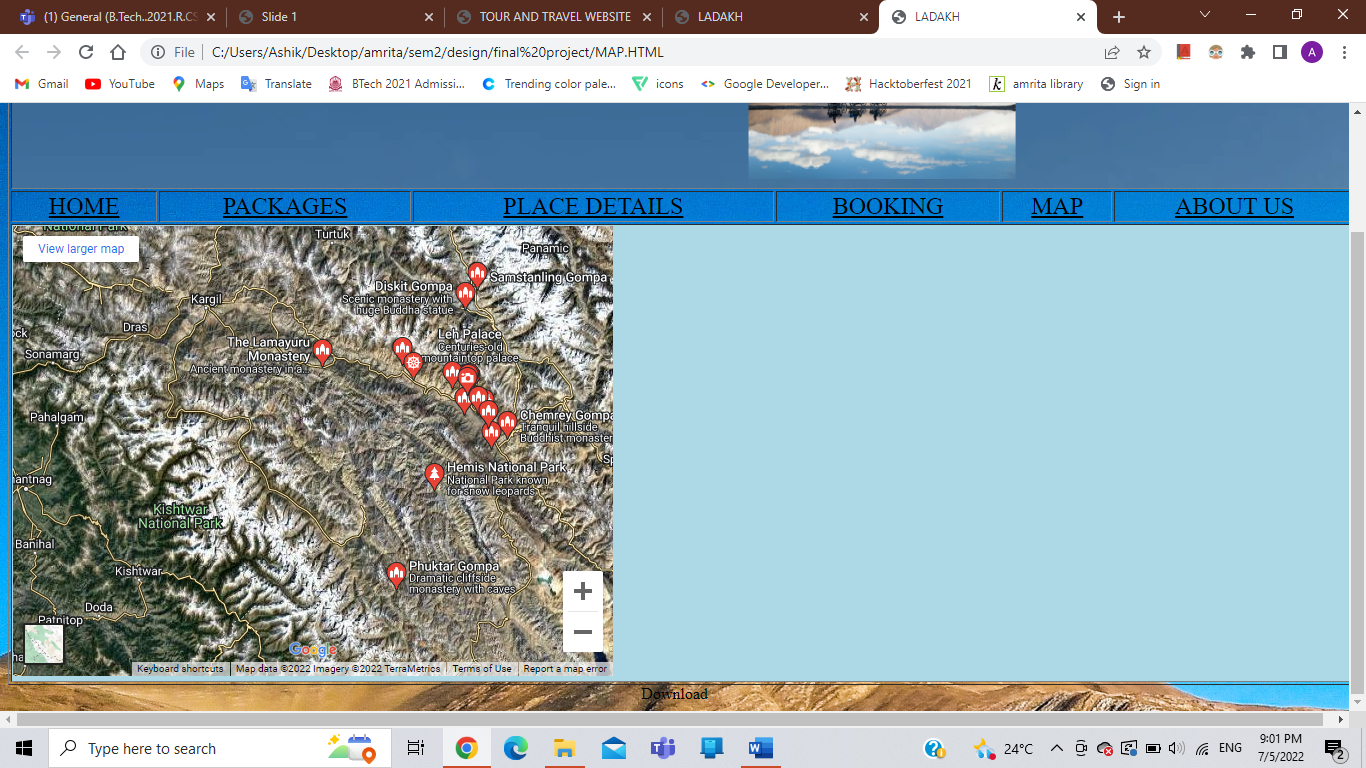 (1) General (B.Tech..2021.R.CS
Slide 1
TOUR AND TRAVEL WEBSITE
LADAKH
LADAKH
File
C:/Users/Ashik/Desktop/amrita/sem2/design/final%20project/MAP.HTML
A
Gmail
YouTube
Maps
Translate
BTech 2021 Admissi...
Trending color pale...
icons
Google Developer...
Hacktoberfest 2021
amrita library
Sign in
HOME
PACKAGES
PLACE DETAILS
BOOKING
MAP
ABOUT US
National Park
View larger map
Turtuk
Panamic
Samstanling Gompa
Diskit Gompa
Scenic monastery with
huge Buddha statue
Kargil
Dras
ock
Sonamarg
The Lamayuru
Monastery
Ancient monastery in a...
Leh Palace
Centuries-old
mountaintop palace
Pahalgam
Chemrey Gompa
Tranquil hillside
Buddhist monaster
Sp
Hemis National Park
National Park known
for snow leopards
nantnag
Kishtwar
National Park
Banihal
Kishtwar
Phuktar Gompa
Dramatic cliffside
monastery with caves
Doda
Patnitop
Google
Keyboard shortcuts
Map data ©2022 Imagery ©2022 TerraMetrics
Terms of Use
Report a map error
Download
Type here to search
24°C
ENG
9:01 PM
7/5/2022
2